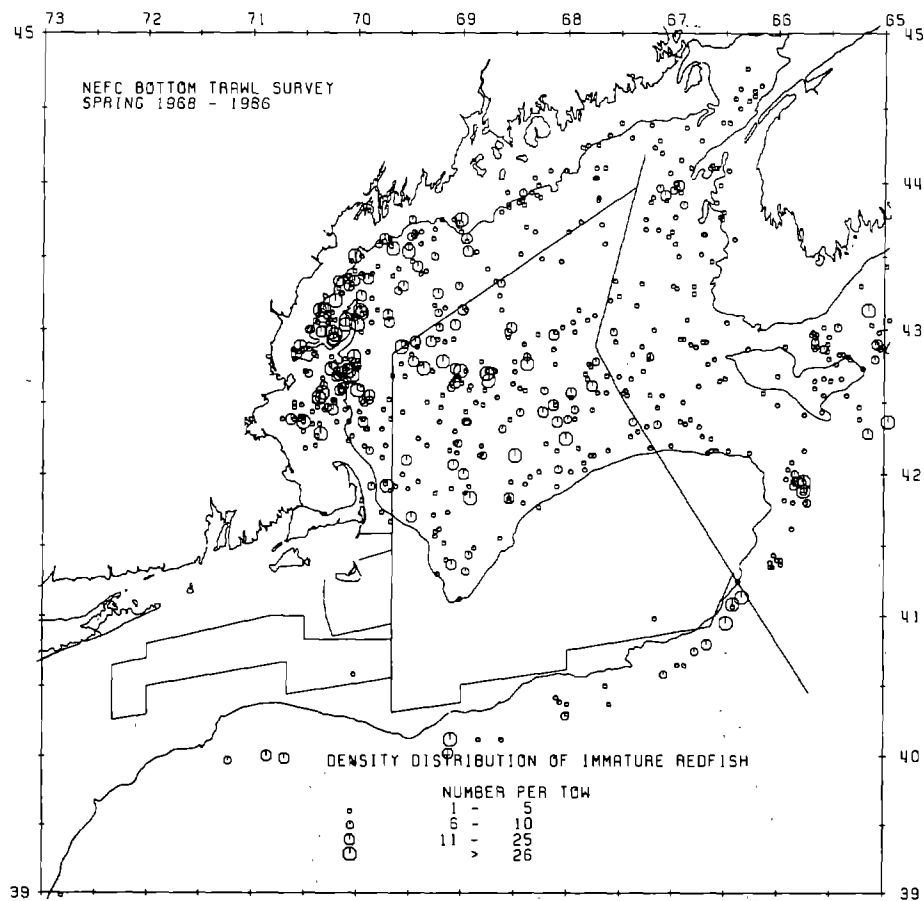 73 72 71 70 69 68 67 66 65
45 45
NEFC BOTTOM TRAWL SURVEY
SPRING 1968 - 1986
44 44
43 43
42 42
41 41
40 40
DENSITY DISTRIBUTION OF IMMATURE REDFISH
NUMBER PER TOW
1 - 5
6 - 10
11 - 25
> 26
39 39